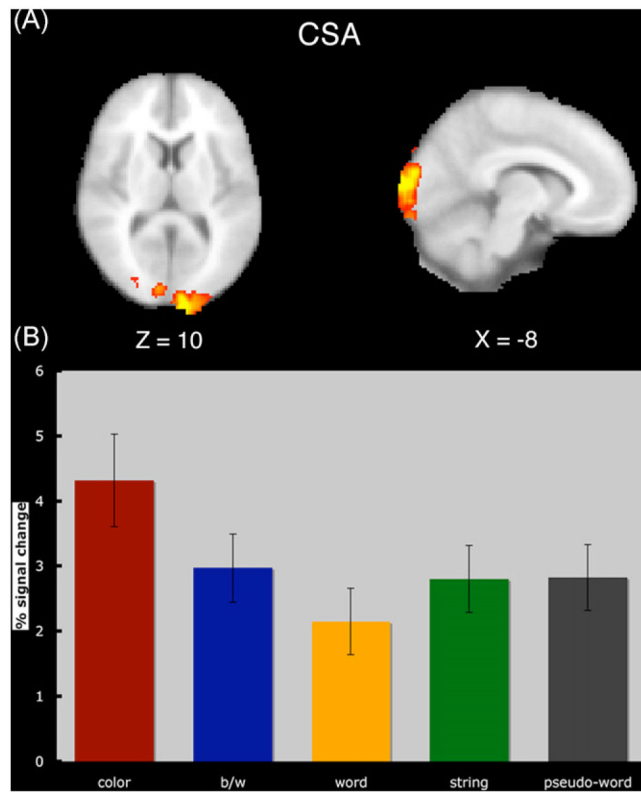 (A)
CSA
Z = 10
X = -8
(B)
6
5
4
3
2
1
0
% signal change
color
b/w
word
string
pseudo-word